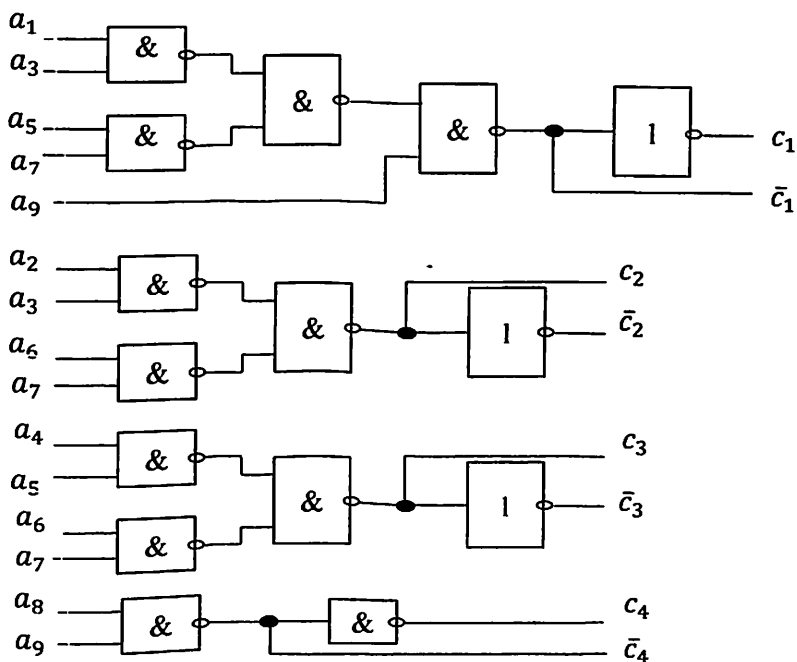 a₁
&
a₃
&
&
a₅
&
1
c₁
a₇
&
c̄₁
a₉
a₂
c₂
&
a₃
&
1
c̄₂
a₆
&
a₇
a₄
c₃
&
a₅
&
1
c̄₃
a₆
&
a₇
a₈
c₄
&
&
a₉
c̄₄